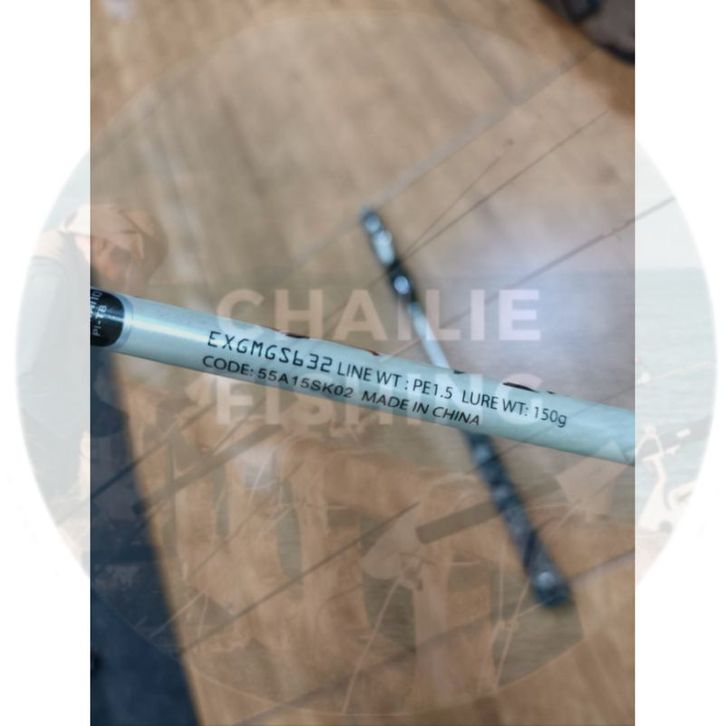 CHAILIE
FISHING
EXGMGS632 LINE WT : PE1.5 LURE WT: 150g
CODE: 55A15SK02 MADE IN CHINA